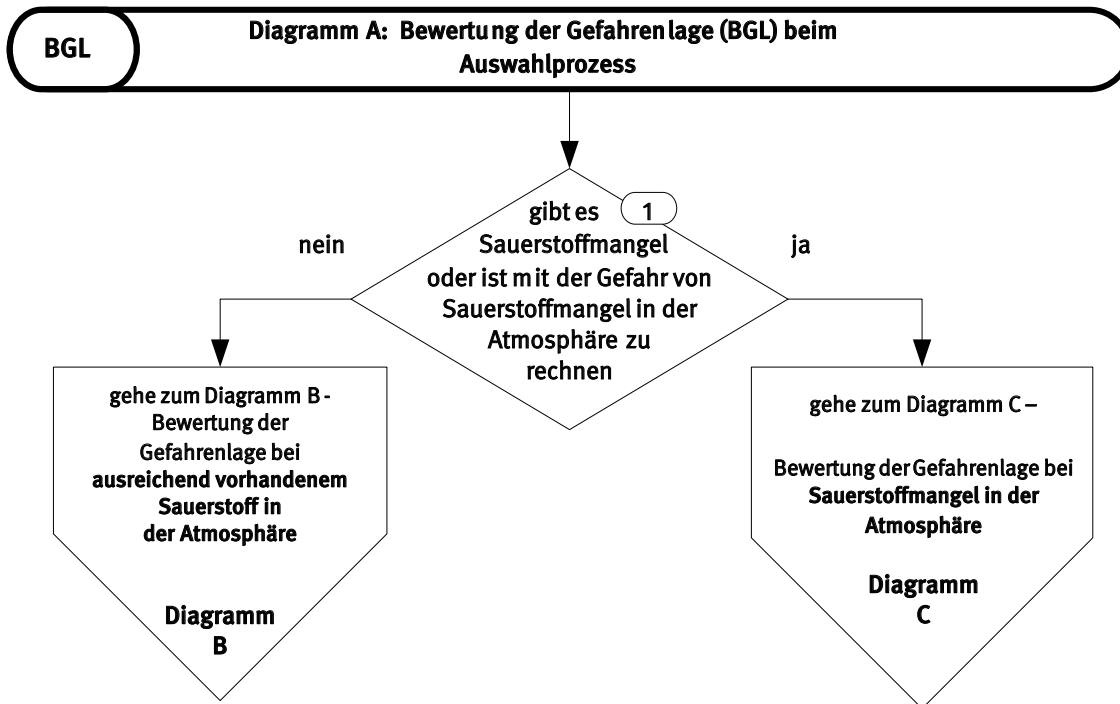 BGL
Diagramm A: Bewertung der Gefahrenlage (BGL) beim
Auswahlprozess
1
gibt es
Sauerstoffmangel
oder ist mit der Gefahr von
Sauerstoffmangel in der
Atmosphäre zu
rechnen
nein
ja
gehe zum Diagramm B -
Bewertung der
Gefahrenlage bei
ausreichend vorhandenem
Sauerstoff in
der Atmosphäre
Diagramm
B
gehe zum Diagramm C –
Bewertung der Gefahrenlage bei
Sauerstoffmangel in der
Atmosphäre
Diagramm
C